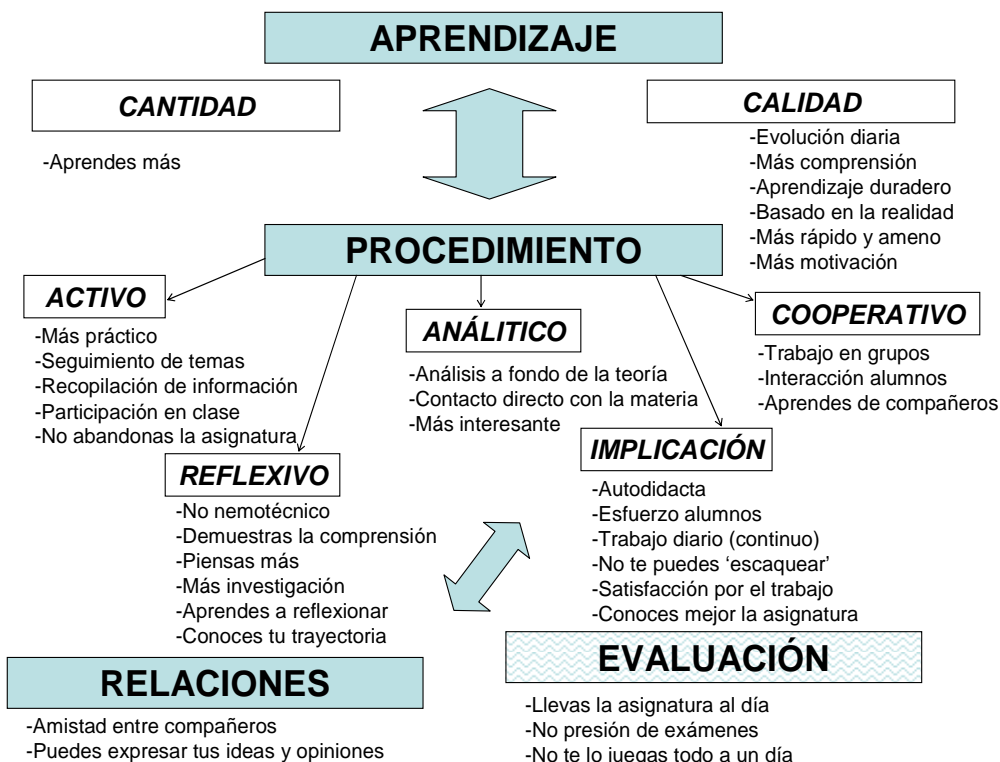 APRENDIZAJE
CANTIDAD
-Aprendes más
CALIDAD
-Evolución diaria
-Más comprensión
-Aprendizaje duradero
-Basado en la realidad
-Más rápido y ameno
-Más motivación
PROCEDIMIENTO
ACTIVO
-Más práctico
-Seguimiento de temas
-Recopilación de información
-Participación en clase
-No abandonas la asignatura
REFLEXIVO
-No nemotécnico
-Demuestras la comprensión
-Piensas más
-Más investigación
-Aprendes a reflexionar
-Conoces tu trayectoria
ANÁLITICO
-Análisis a fondo de la teoría
-Contacto directo con la materia
-Más interesante
IMPLICACIÓN
-Autodidacta
-Esfuerzo alumnos
-Trabajo diario (continuo)
-No te puedes ‘escaquear’
-Satisfacción por el trabajo
-Conoces mejor la asignatura
COOPERATIVO
-Trabajo en grupos
-Interacción alumnos
-Aprendes de compañeros
RELACIONES
-Amistad entre compañeros
-Puedes expresar tus ideas y opiniones
EVALUACIÓN
-Llevas la asignatura al día
-No presión de exámenes
-No te lo juegas todo a un día